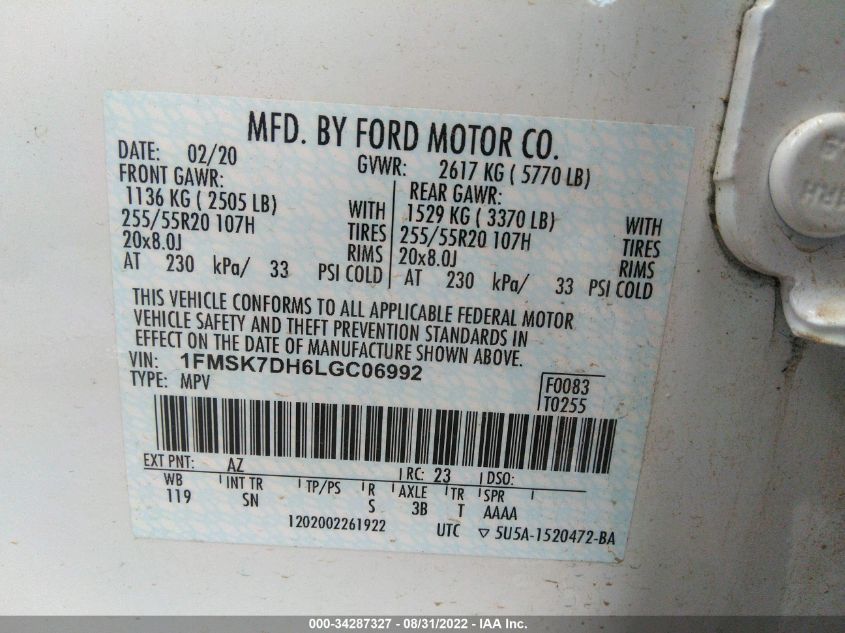 MFD. BY FORD MOTOR CO.
DATE: 02/20 GVWR: 2617 KG ( 5770 LB)
FRONT GAWR: REAR GAWR:
1136 KG ( 2505 LB) WITH 1529 KG ( 3370 LB) WITH
255/55R20 107H TIRES 255/55R20 107H TIRES
20x8.0J RIMS 20x8.0J RIMS
AT 230 kPa/ 33 PSI COLD AT 230 kPa/ 33 PSI COLD
THIS VEHICLE CONFORMS TO ALL APPLICABLE FEDERAL MOTOR
VEHICLE SAFETY AND THEFT PREVENTION STANDARDS IN
EFFECT ON THE DATE OF MANUFACTURE SHOWN ABOVE.
VIN: 1FMSK7DH6LGC06992
TYPE: MPV
F0083
T0255
EXT PNT: AZ RC: 23 DSO:
WB INT TR TP/PS R AXLE TR SPR
119 SN S 3B T AAAA
1202002261922 UTC ▽ 5U5A-1520472-BA
000-34287327 - 08/31/2022 - IAA Inc.